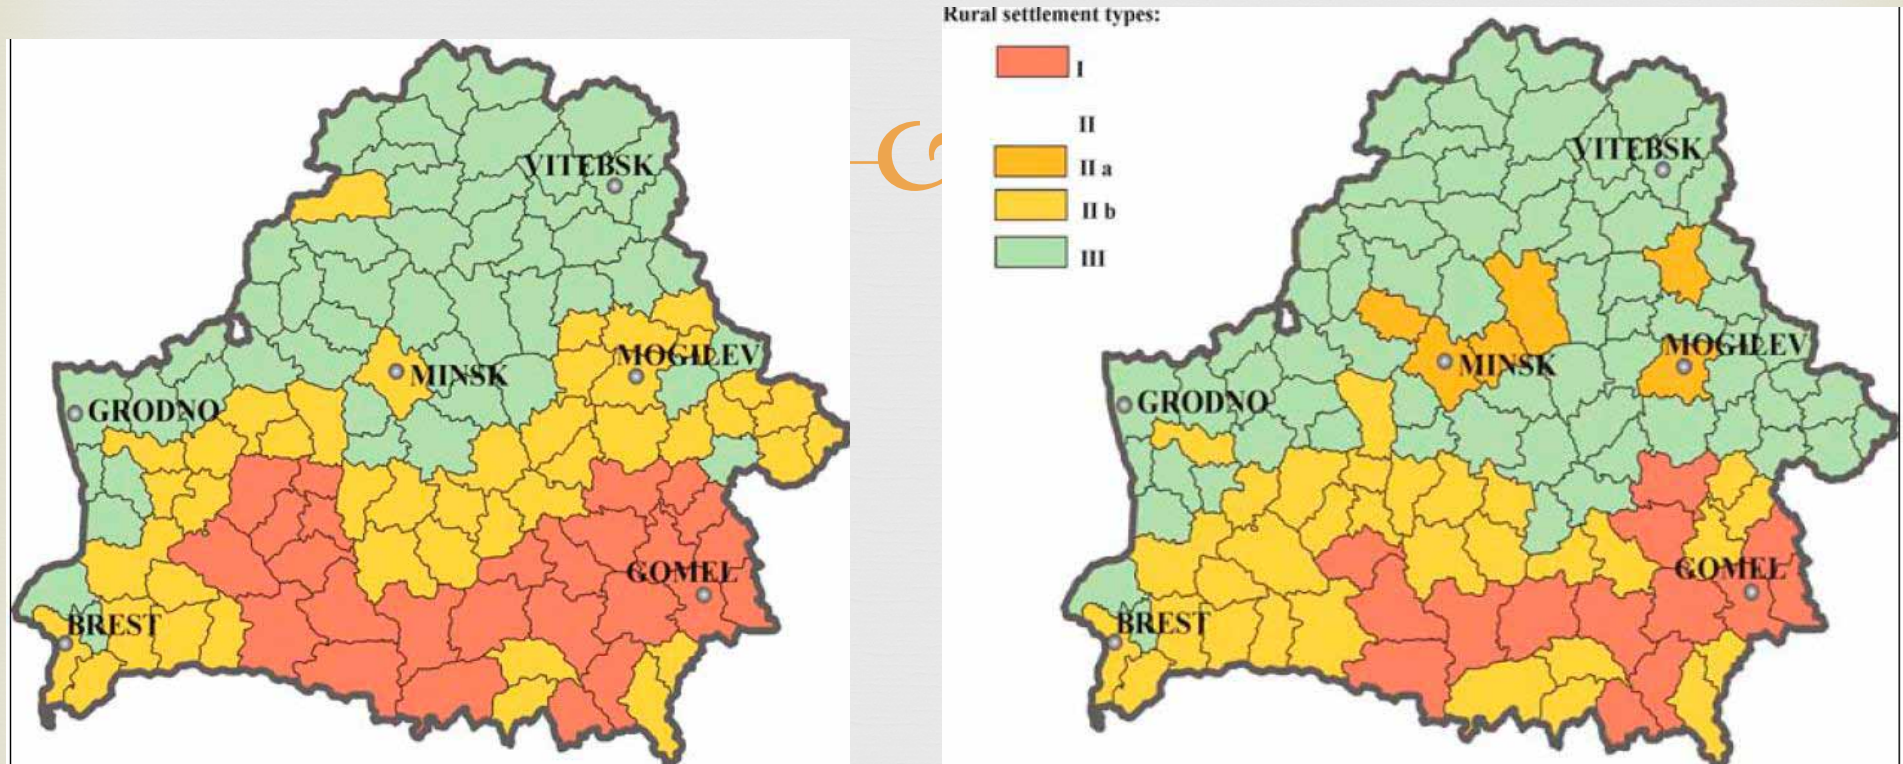 VITEBSK
MOGILEV
MINSK
GRODNO
GOMEL
BREST
Rural settlement types:
I
II
II a
II b
III
VITEBSK
MOGILEV
MINSK
GRODNO
GOMEL
BREST